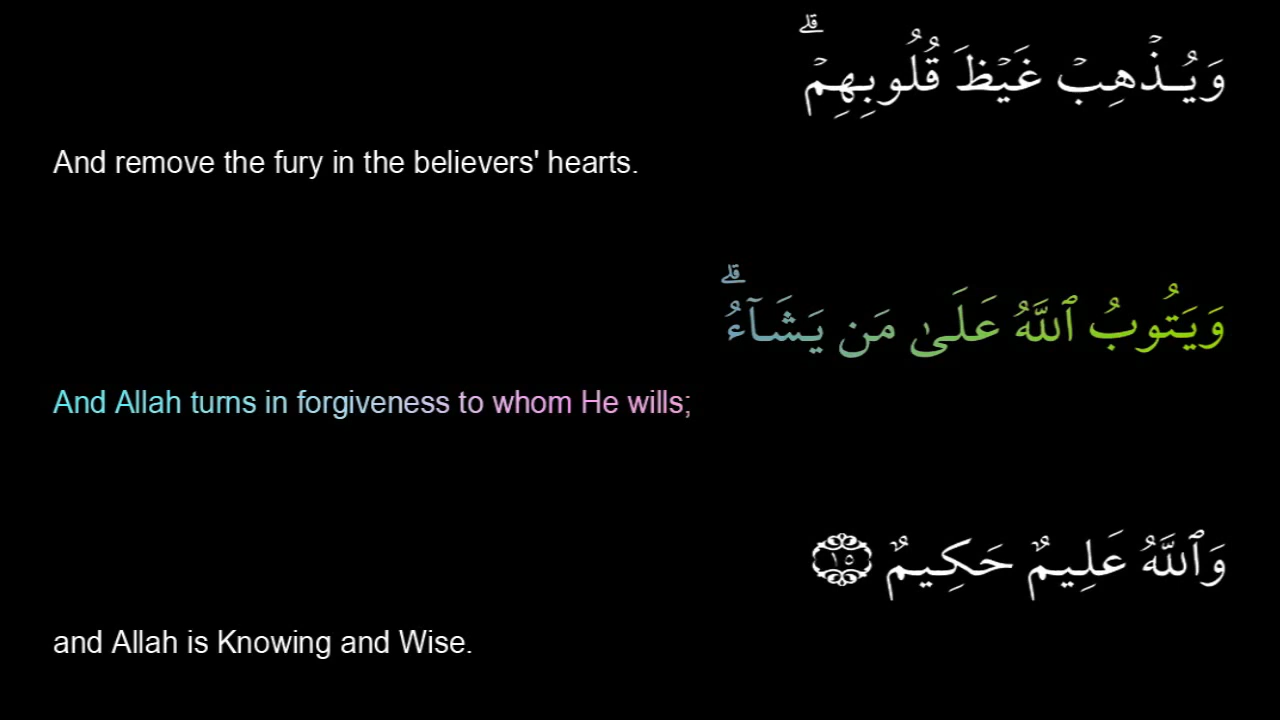 وَيُذۡهِبۡ غَيۡظَ قُلُوبِهِمۡۗ
And remove the fury in the believers' hearts.
وَيَتُوبُ ٱللَّهُ عَلَىٰ مَن يَشَآءُۗ
And Allah turns in forgiveness to whom He wills;
وَٱللَّهُ عَلِيمٌ حَكِيمٌ ١٥
and Allah is Knowing and Wise.